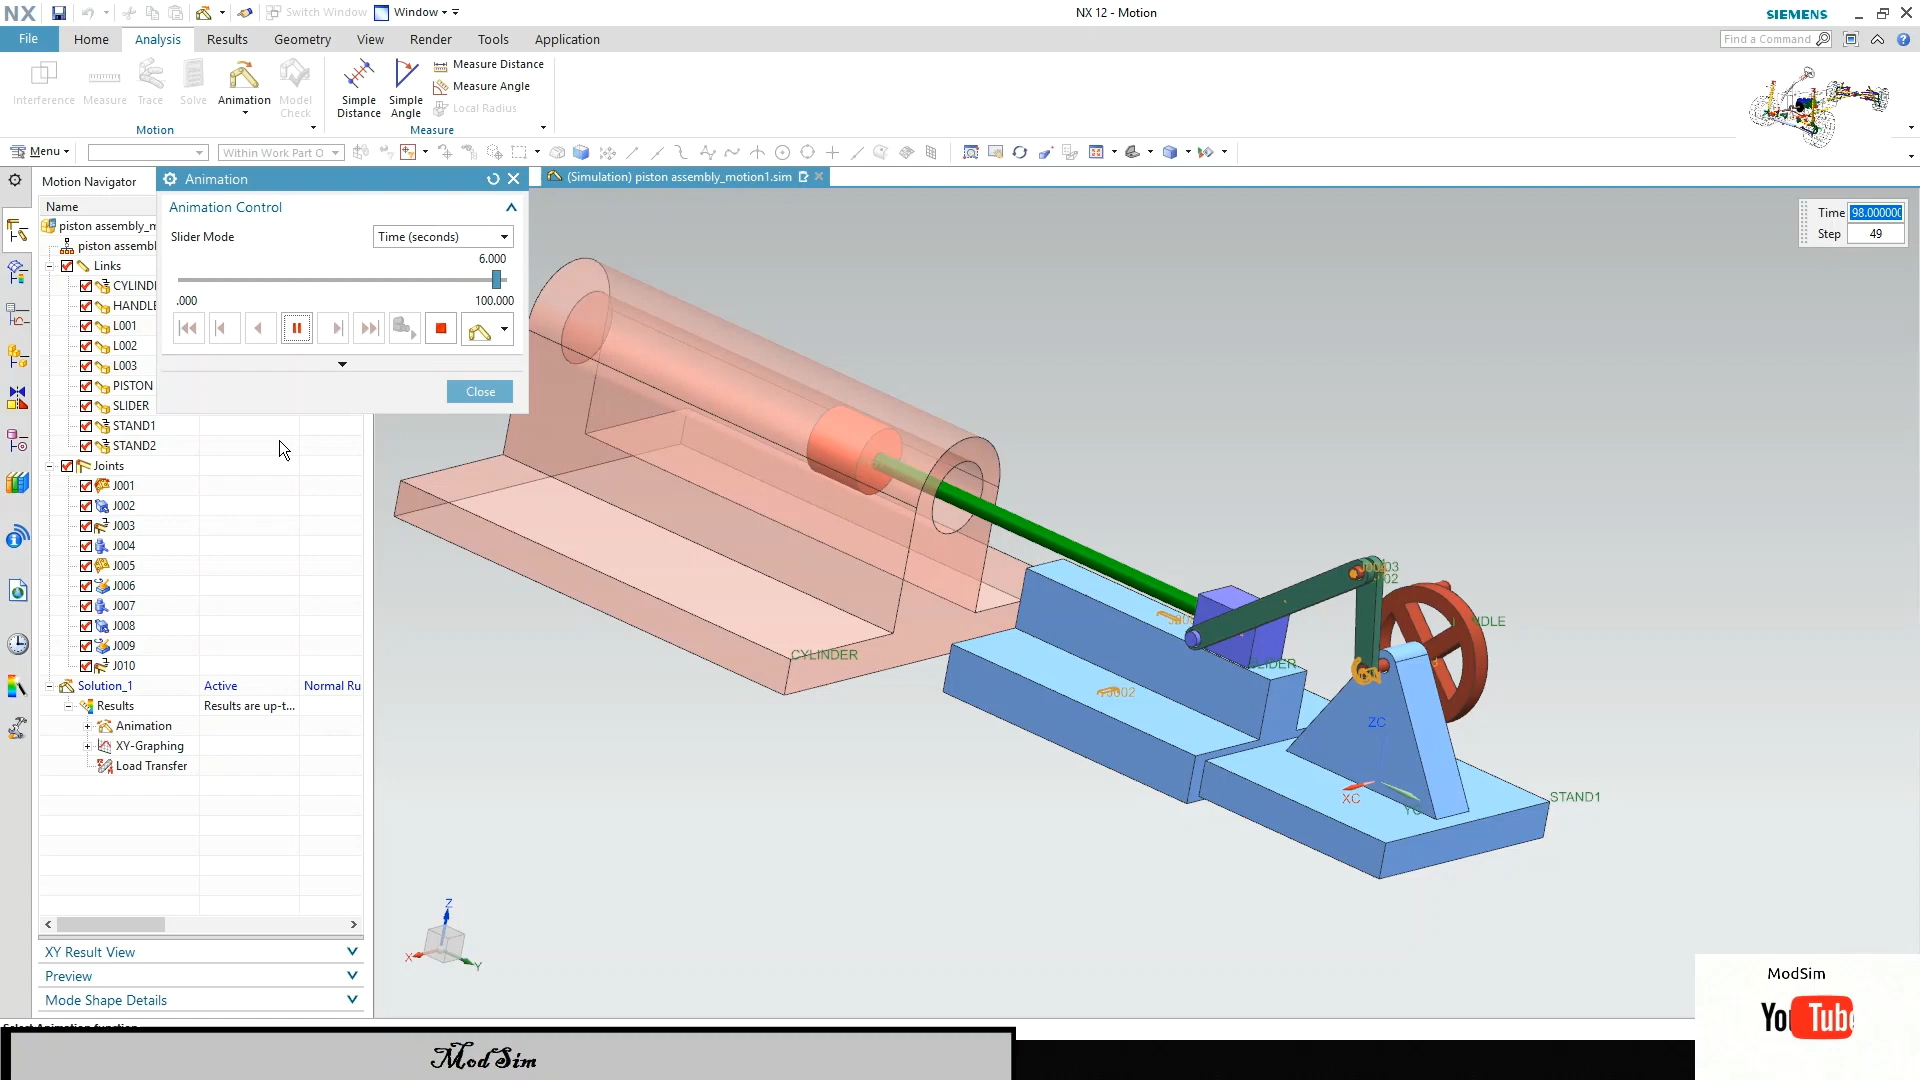 NX
Switch Window
Window
NX 12 - Motion
SIEMENS
File
Home
Analysis
Results
Geometry
View
Render
Tools
Application
Find a Command
Interference
Measure
Trace
Solve
Animation
Model Check
Simple Distance
Simple Angle
Measure Distance
Measure Angle
Local Radius
Motion
Measure
Menu
Within Work Part O
Motion Navigator
Name
piston assembly_m
piston assembl
Links
CYLIND
HANDLE
L001
L002
L003
PISTON
SLIDER
STAND1
STAND2
Joints
J001
J002
J003
J004
J005
J006
J007
J008
J009
J010
Solution_1
Active
Normal Ru
Results
Results are up-t...
Animation
XY-Graphing
Load Transfer
XY Result View
Preview
Mode Shape Details
Animation
Animation Control
Slider Mode
Time (seconds)
6.000
.000
100.000
Close
(Simulation) piston assembly_motion1.sim
Time
98.000000
Step
49
CYLINDER
STAND1
ZC
XC
Z
X
Y
ModSim
YouTube
ModSim